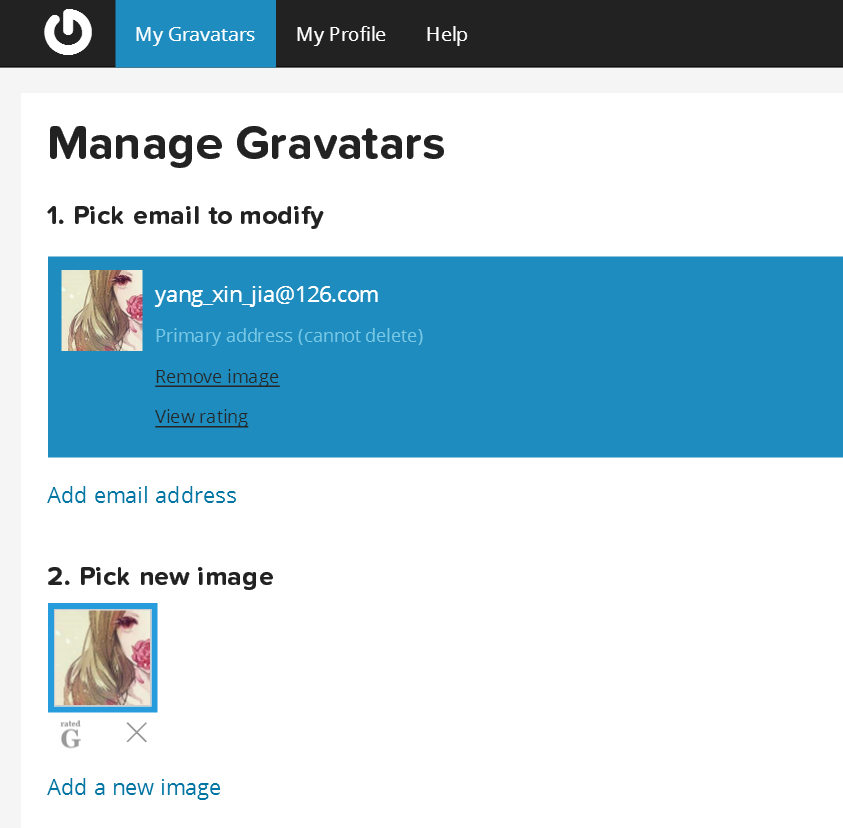 My Gravatars My Profile Help
Manage Gravatars
1. Pick email to modify
yang_xin_jia@126.com
Primary address (cannot delete)
Remove image
View rating
Add email address
2. Pick new image
rated
G
Add a new image